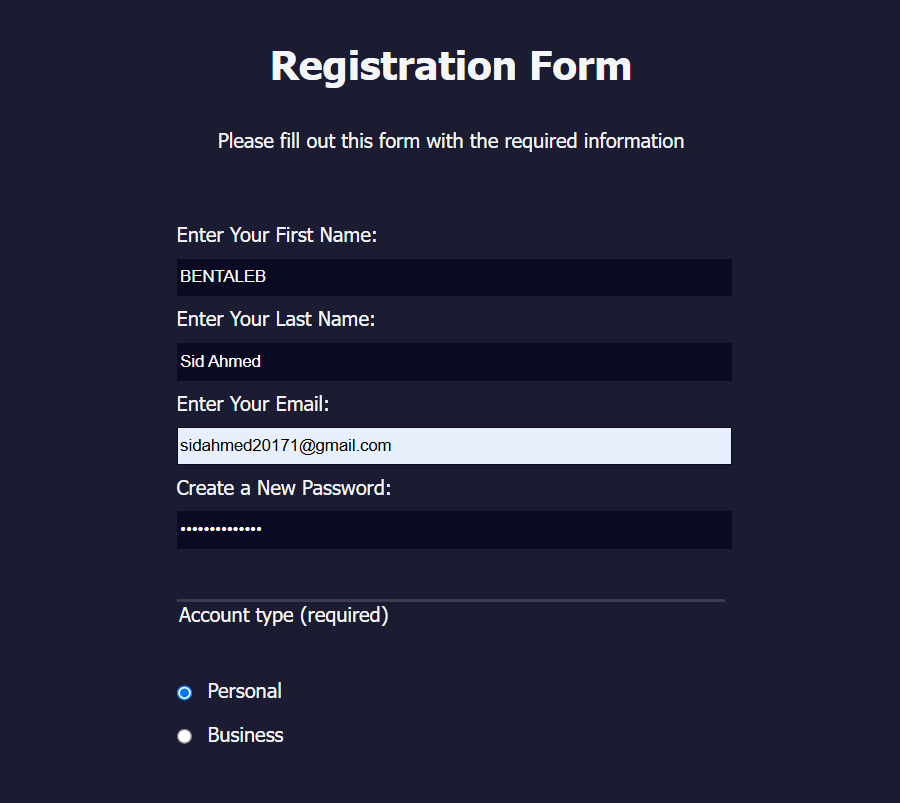 Registration Form
Please fill out this form with the required information
Enter Your First Name:
BENTALEB
Enter Your Last Name:
Sid Ahmed
Enter Your Email:
sidahmed20171@gmail.com
Create a New Password:
••••••••••••••
Account type (required)
Personal
Business